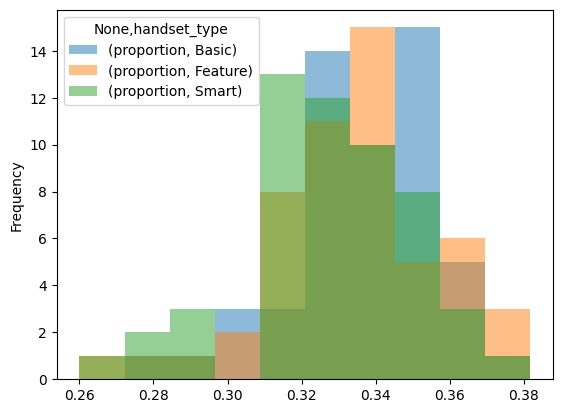 None,handset_type
(proportion, Basic)
(proportion, Feature)
(proportion, Smart)
Frequency
14
12
10
8
6
4
2
0
0.26 0.28 0.30 0.32 0.34 0.36 0.38